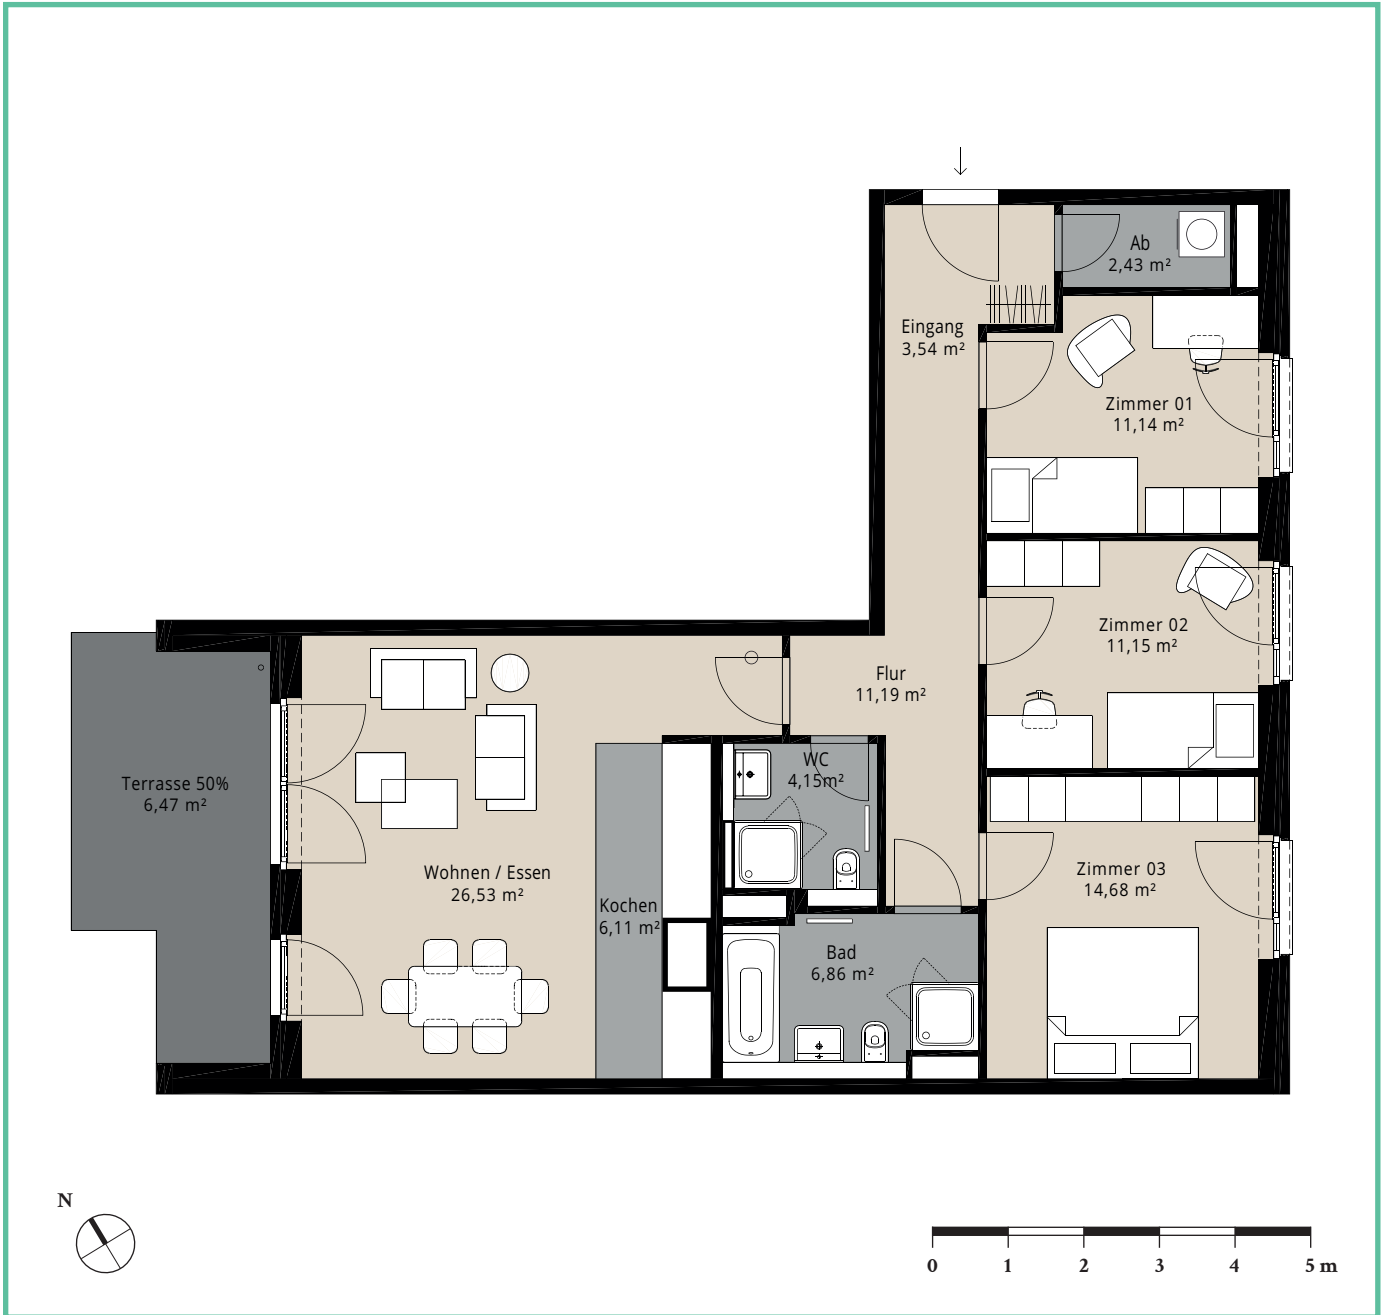 Ab
2,43 m²
Eingang
3,54 m²
Zimmer 01
11,14 m²
Zimmer 02
11,15 m²
Flur
11,19 m²
WC
4,15m²
Terrasse 50%
6,47 m²
Wohnen / Essen
26,53 m²
Kochen
6,11 m²
Zimmer 03
14,68 m²
Bad
6,86 m²
N
0 1 2 3 4 5 m